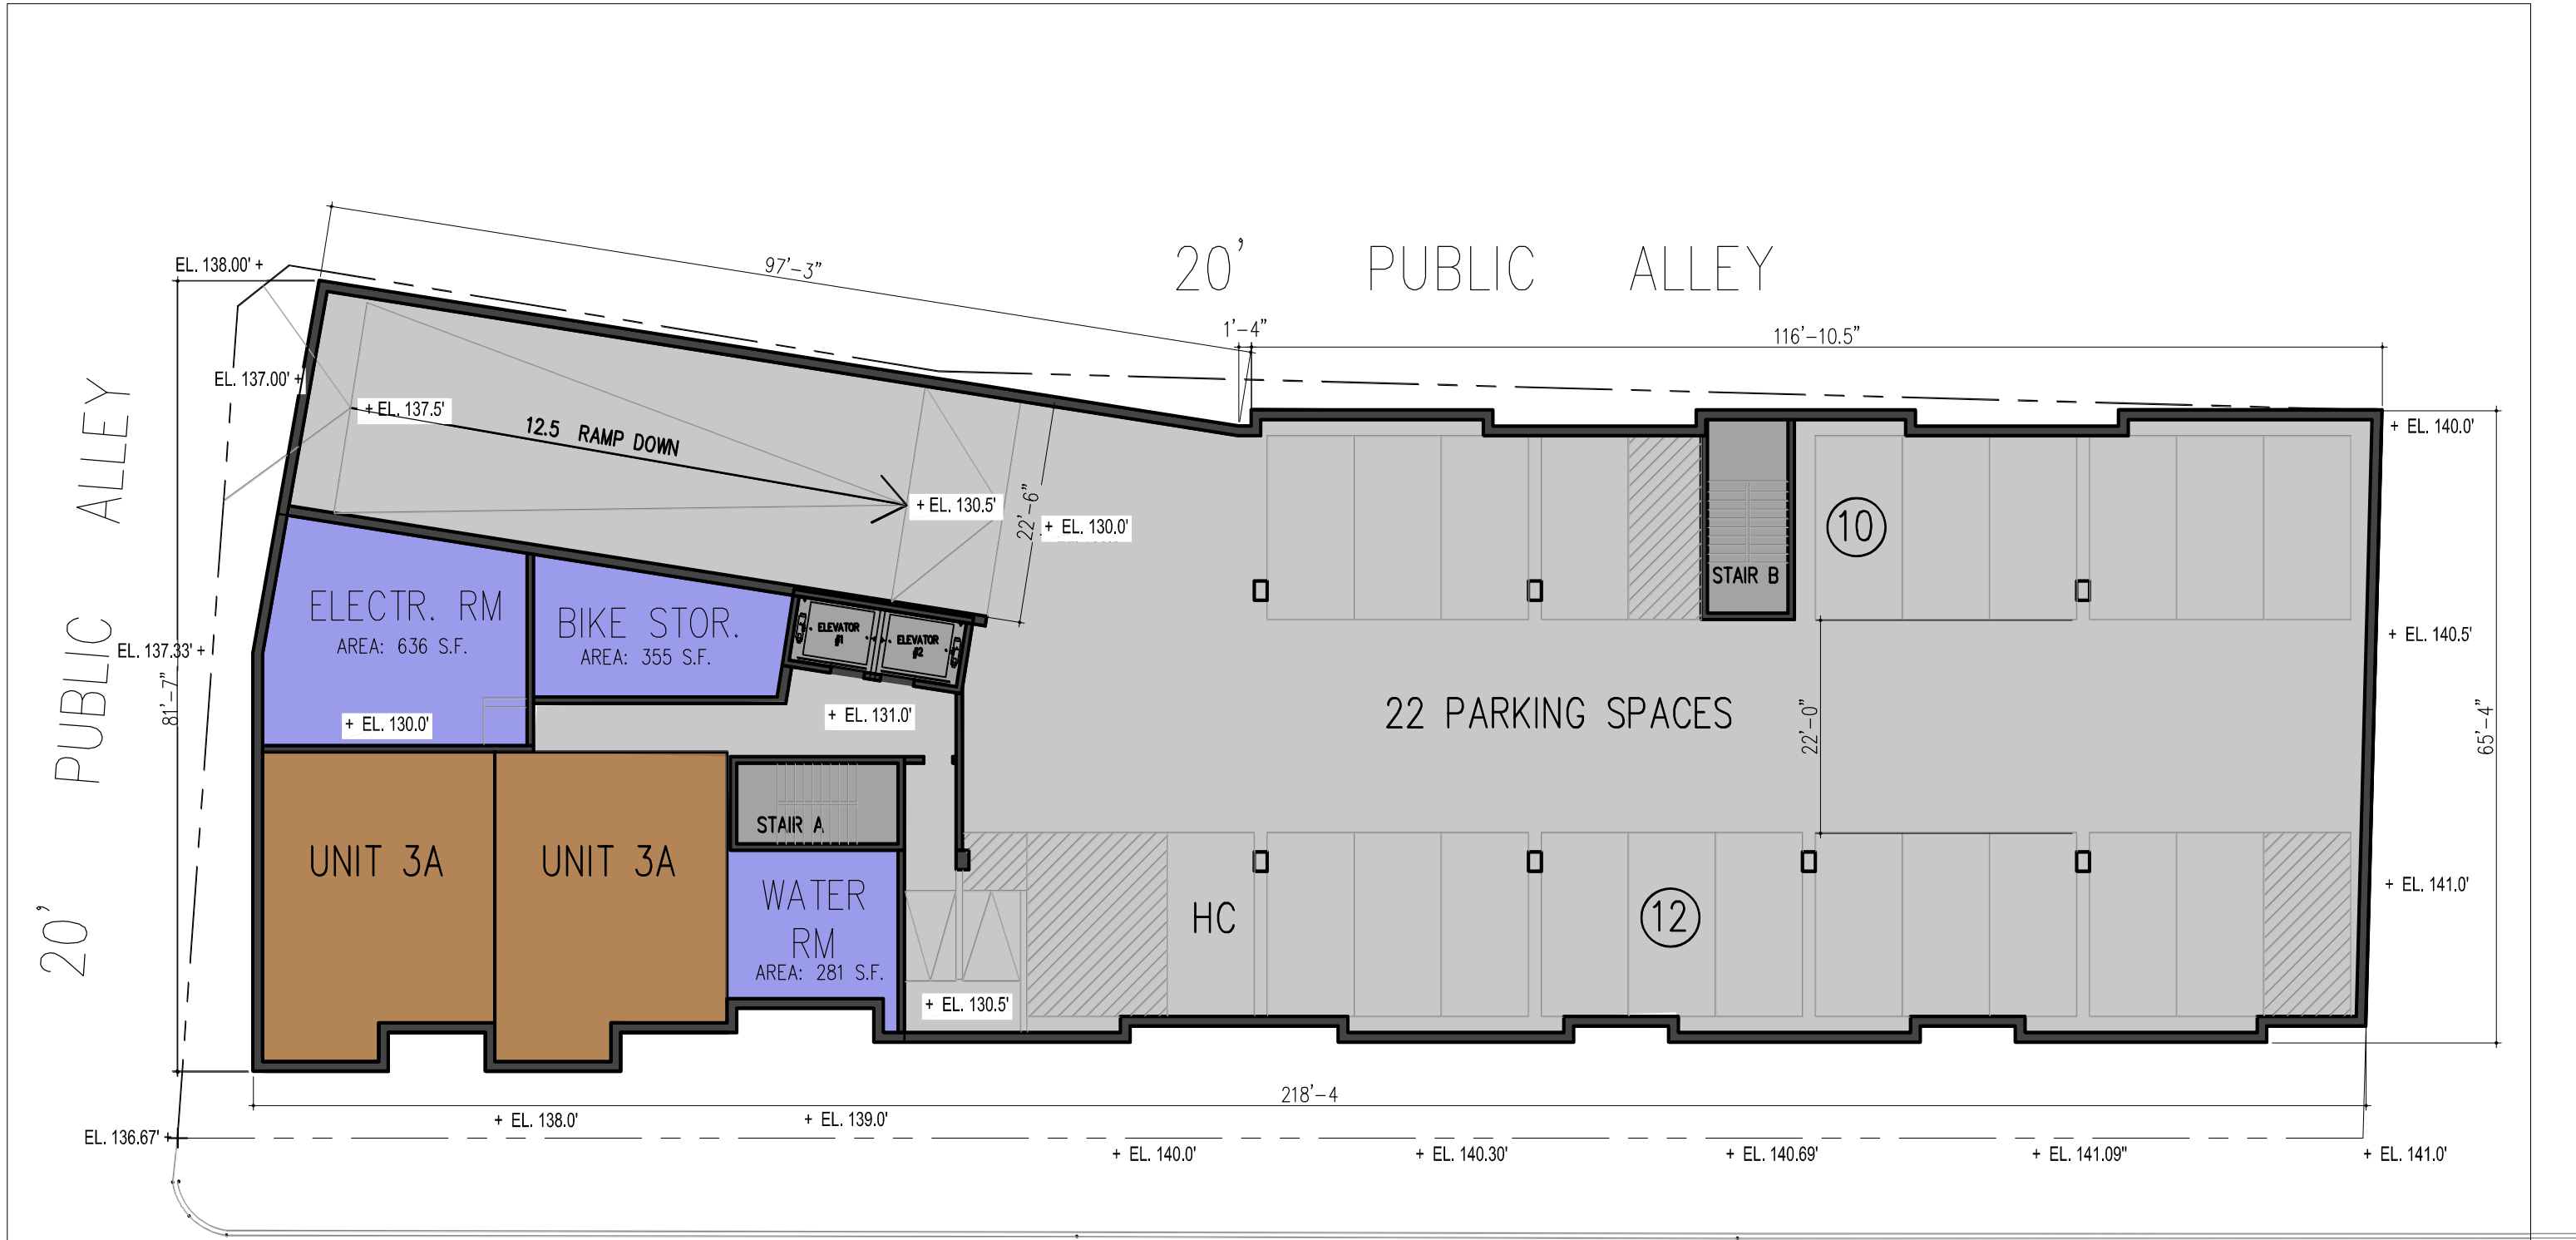 20' PUBLIC ALLEY
EL. 138.00' +
97'-3"
1'-4"
116'-10.5"
EL. 137.00' +
+ EL. 137.5'
12.5 RAMP DOWN
+ EL. 130.5'
22'-6"
+ EL. 130.0'
+ EL. 140.0'
20' PUBLIC ALLEY
10
STAIR B
ELECTR. RM
AREA: 636 S.F.
BIKE STOR.
AREA: 355 S.F.
ELEVATOR
#1
ELEVATOR
#2
+ EL. 140.5'
EL. 137.33' +
81'-7"
+ EL. 130.0'
+ EL. 131.0'
22 PARKING SPACES
22'-0"
65'-4"
STAIR A
UNIT 3A
UNIT 3A
WATER
RM
AREA: 281 S.F.
HC
12
+ EL. 141.0'
+ EL. 130.5'
218'-4
+ EL. 138.0'
+ EL. 139.0'
EL. 136.67' +
+ EL. 140.0'
+ EL. 140.30'
+ EL. 140.69'
+ EL. 141.09"
+ EL. 141.0'